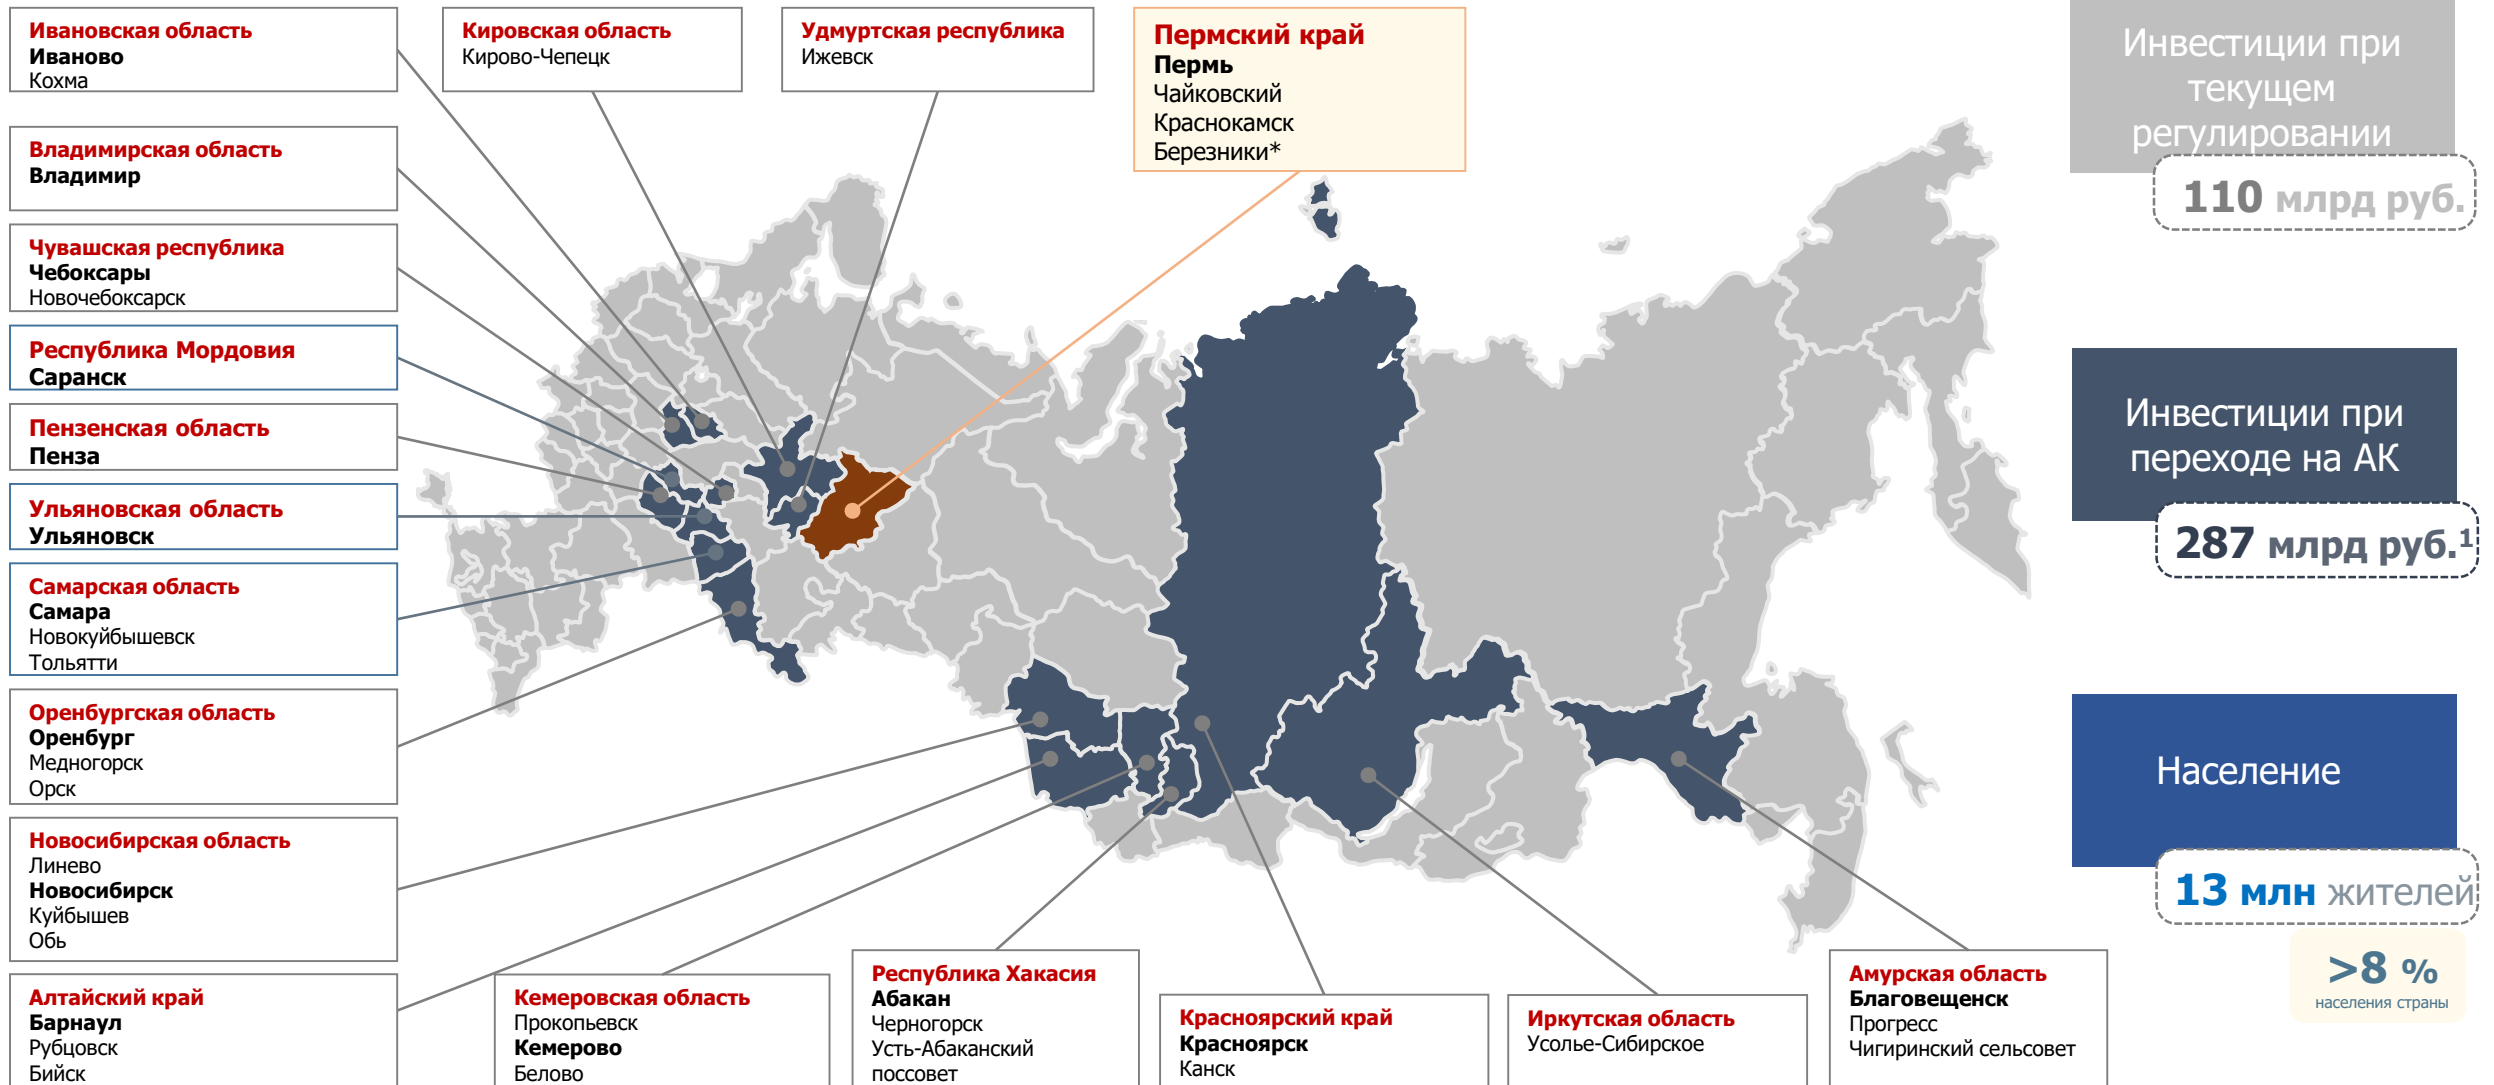 Ивановская область
Иваново
Кохма
Кировская область
Кирово-Чепецк
Удмуртская республика
Ижевск
Пермский край
Пермь
Чайковский
Краснокамск
Березники*
Инвестиции при
текущем
регулировании
110 млрд руб.
Владимирская область
Владимир
Чувашская республика
Чебоксары
Новочебоксарск
Республика Мордовия
Саранск
Пензенская область
Пенза
Ульяновская область
Ульяновск
Самарская область
Самара
Новокуйбышевск
Тольятти
Оренбургская область
Оренбург
Медногорск
Орск
Новосибирская область
Линево
Новосибирск
Куйбышев
Обь
Алтайский край
Барнаул
Рубцовск
Бийск
Кемеровская область
Прокопьевск
Кемерово
Белово
Республика Хакасия
Абакан
Черногорск
Усть-Абаканский
поссовет
Красноярский край
Красноярск
Канск
Иркутская область
Усолье-Сибирское
Амурская область
Благовещенск
Прогресс
Чигиринский сельсовет
Инвестиции при
переходе на АК
287 млрд руб.1
Население
13 млн жителей
>8 %
населения страны